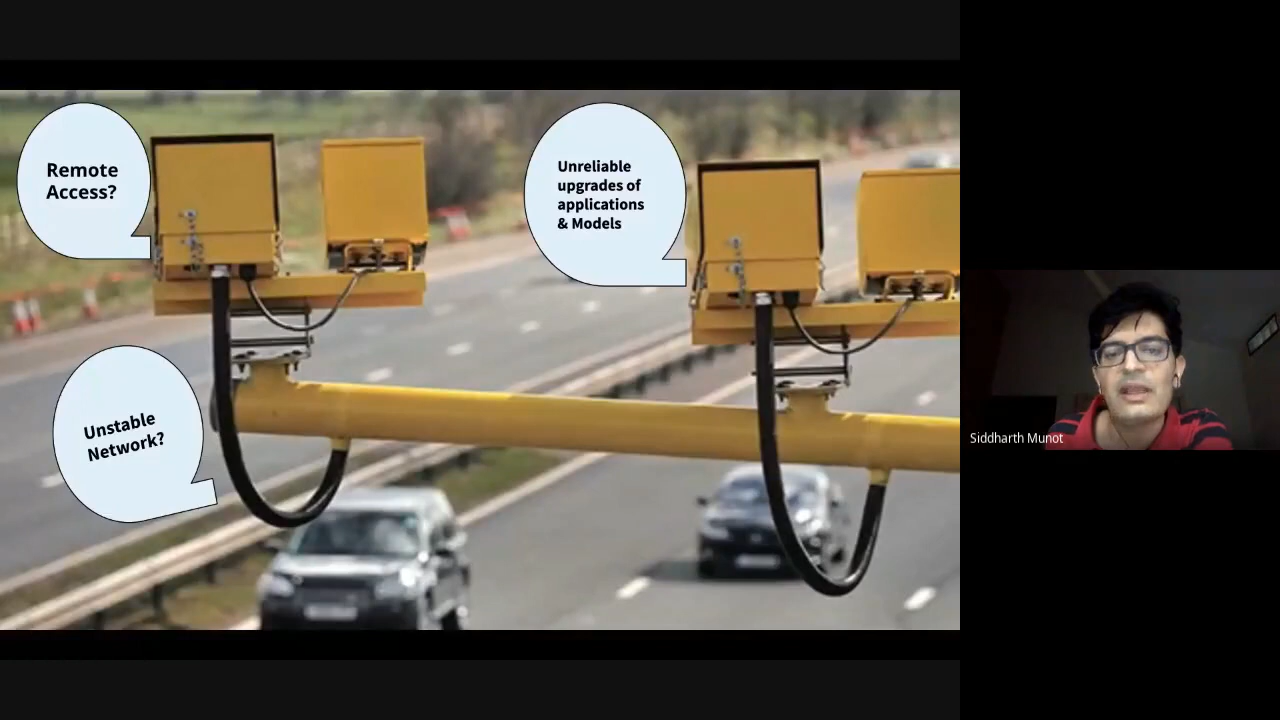 Remote
Access?
Unreliable
upgrades of
applications
& Models
Unstable
Network?
Siddharth Munot